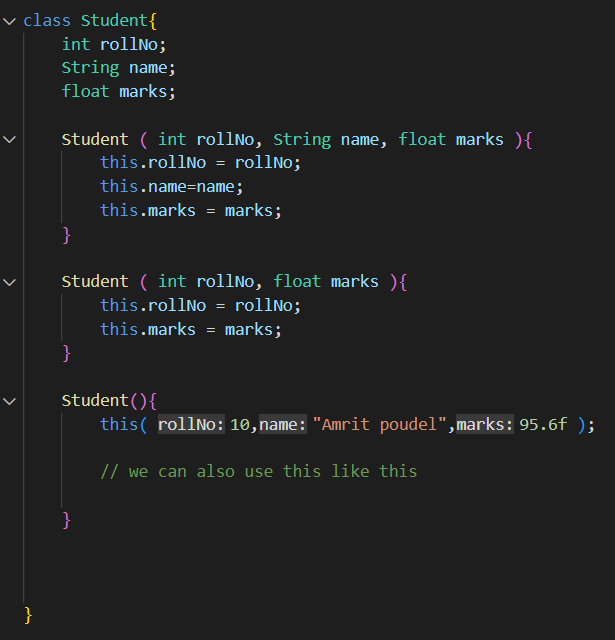 class Student{
int rollNo;
String name;
float marks;
Student ( int rollNo, String name, float marks ){
this.rollNo = rollNo;
this.name=name;
this.marks = marks;
}
Student ( int rollNo, float marks ){
this.rollNo = rollNo;
this.marks = marks;
}
Student(){
this( rollNo: 10,name: "Amrit poudel",marks: 95.6f );
// we can also use this like this
}
}